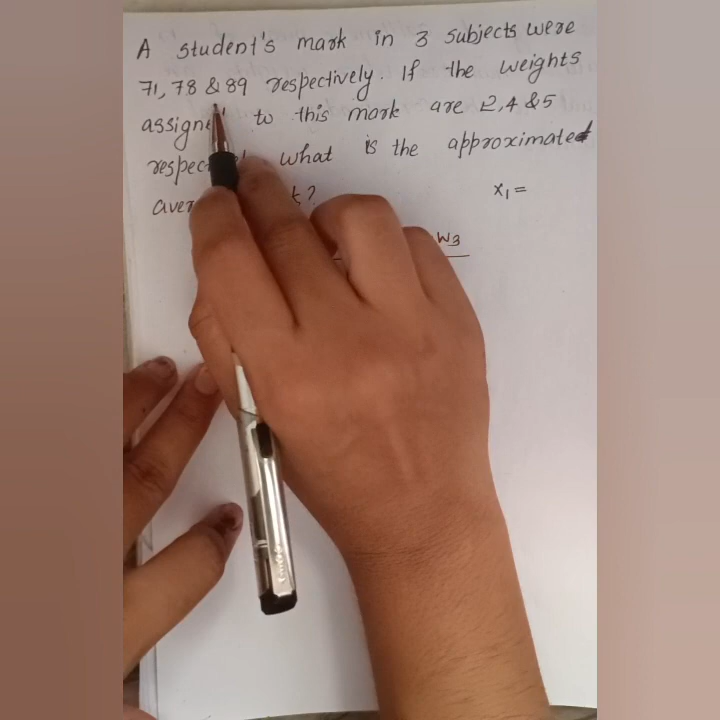 A student's mark in 3 subjects were
71, 78 & 89 respectively. If the weights
to this mark are 2,4 & 5
what is the approximated
x₁ =
W3